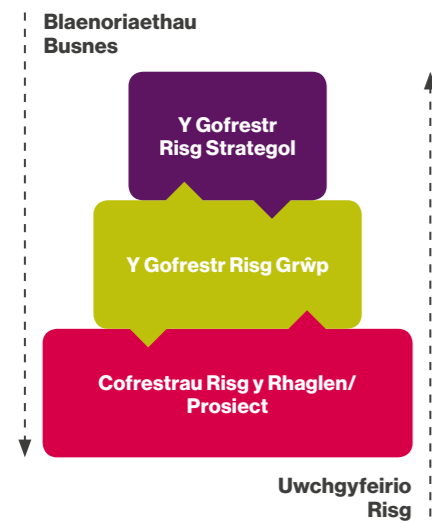 Blaenoriaethau
Busnes
Y Gofrestr
Risg Strategol
Y Gofrestr Risg Grŵp
Cofrestrau Risg y Rhaglen/
Prosiect
Uwchgyfeirio
Risg